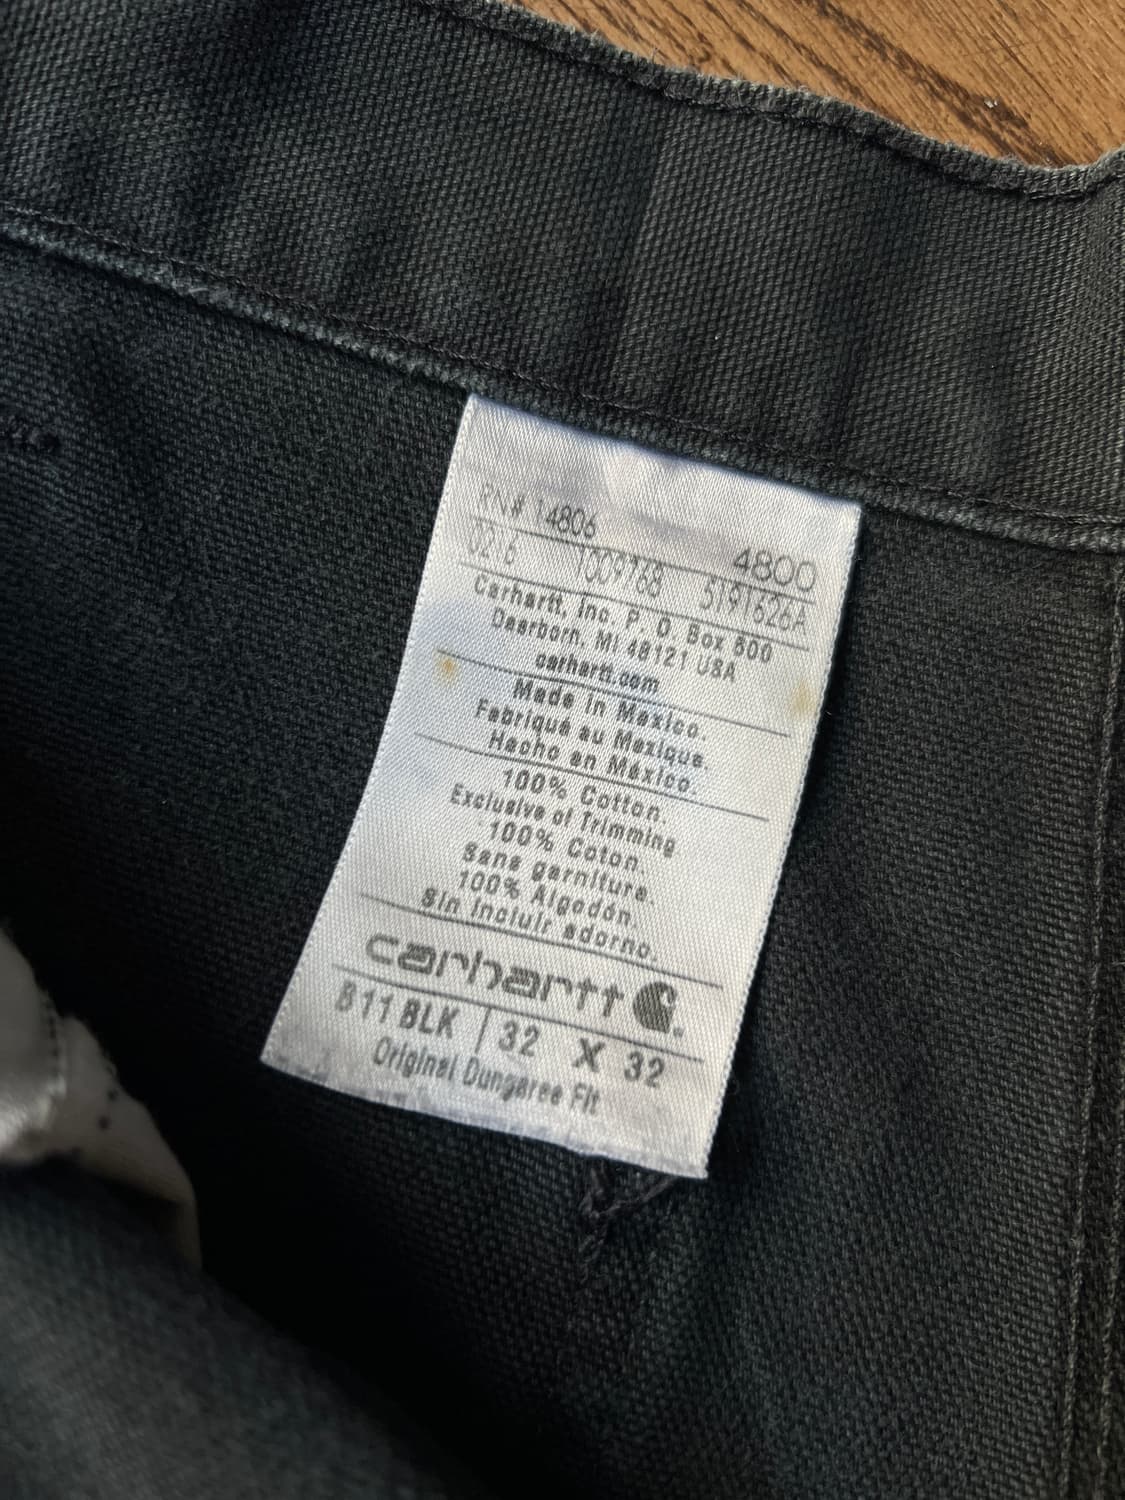 RN# 14806 4800
0216 1009768 5191626A
Carhartt, Inc. P. O. Box 600
Dearborn, MI 48121 USA
carhartt.com
Made in Mexico.
Fabriqué au Mexique.
Hecho en México.
100% Cotton.
Exclusive of Trimming
100% Coton.
Sans garniture.
100% Algodón.
Sin incluir adorno.
carhartt
B11 BLK | 32 X 32
Original Dungaree Fit